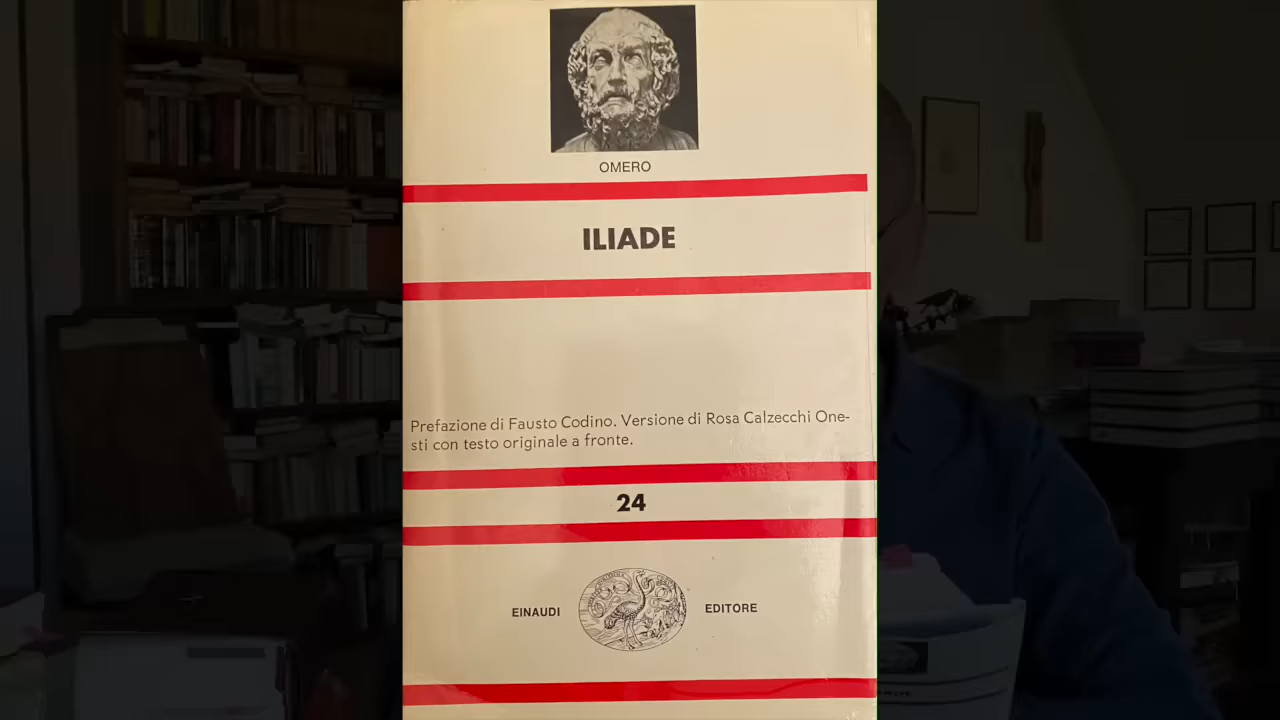 OMERO
ILIADE
Prefazione di Fausto Codino. Versione di Rosa Calzecchi One-
sti con testo originale a fronte.
24
EINAUDI EDITORE